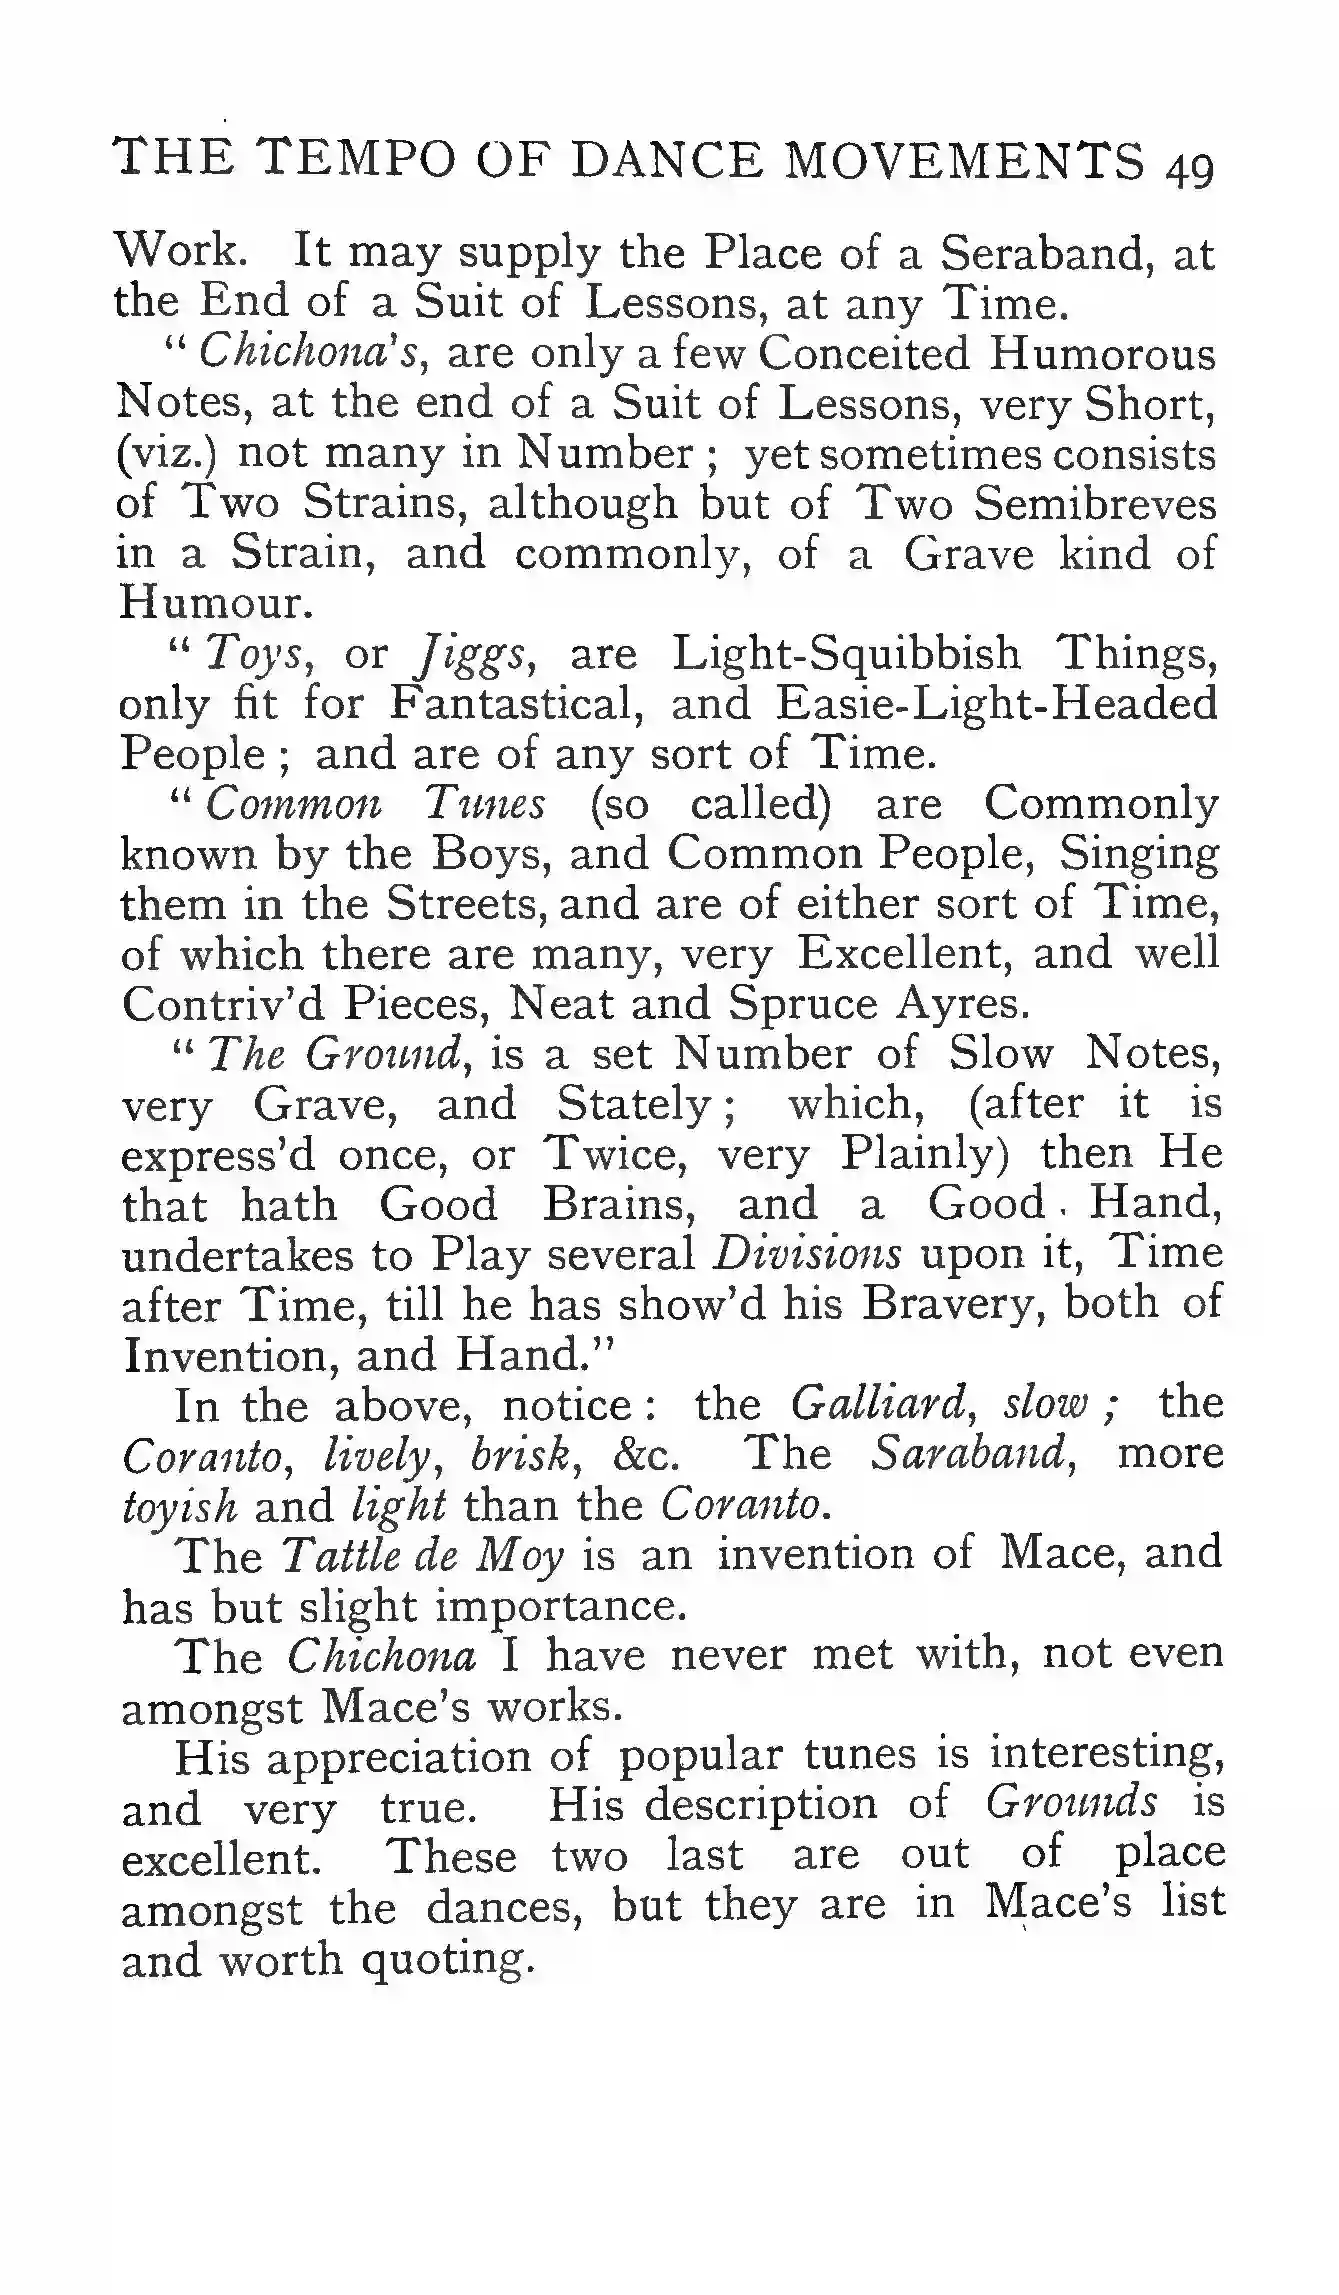 THE TEMPO OF DANCE MOVEMENTS 49
Work. It may supply the Place of a Seraband, at
the End of a Suit of Lessons, at any Time.
“ Chichona's, are only a few Conceited Humorous
Notes, at the end of a Suit of Lessons, very Short,
(viz.) not many in Number ; yet sometimes consists
of Two Strains, although but of Two Semibreves
in a Strain, and commonly, of a Grave kind of
Humour.
“ Toys, or Jiggs, are Light-Squibbish Things,
only fit for Fantastical, and Easie-Light-Headed
People ; and are of any sort of Time.
“ Common Tunes (so called) are Commonly
known by the Boys, and Common People, Singing
them in the Streets, and are of either sort of Time,
of which there are many, very Excellent, and well
Contriv’d Pieces, Neat and Spruce Ayres.
“ The Ground, is a set Number of Slow Notes,
very Grave, and Stately ; which, (after it is
express’d once, or Twice, very Plainly) then He
that hath Good Brains, and a Good Hand,
undertakes to Play several Divisions upon it, Time
after Time, till he has show’d his Bravery, both of
Invention, and Hand.”
In the above, notice : the Galliard, slow ; the
Coranto, lively, brisk, &c. The Saraband, more
toyish and light than the Coranto.
The Tattle de Moy is an invention of Mace, and
has but slight importance.
The Chichona I have never met with, not even
amongst Mace’s works.
His appreciation of popular tunes is interesting,
and very true. His description of Grounds is
excellent. These two last are out of place
amongst the dances, but they are in Mace’s list
and worth quoting.